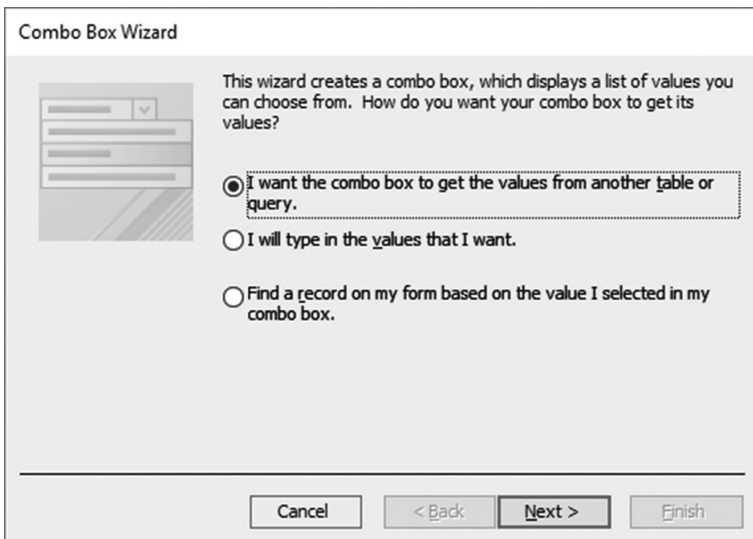 Combo Box Wizard
This wizard creates a combo box, which displays a list of values you
can choose from.  How do you want your combo box to get its
values?
I want the combo box to get the values from another table or
query.
I will type in the values that I want.
Find a record on my form based on the value I selected in my
combo box.
Cancel
< Back
Next >
Finish